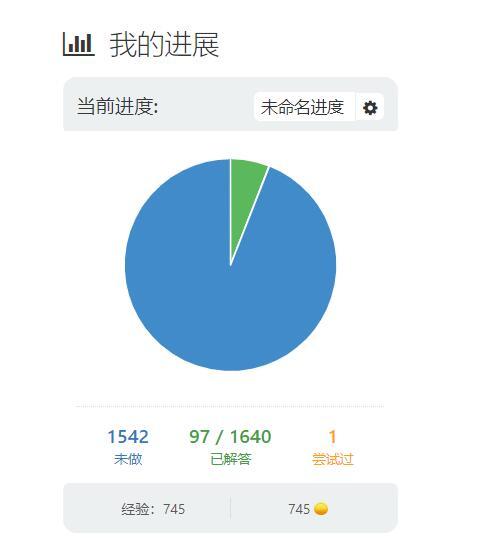 我的进展
当前进度:
未命名进度
1542
97 / 1640
1
未做
已解答
尝试过
经验：745
745